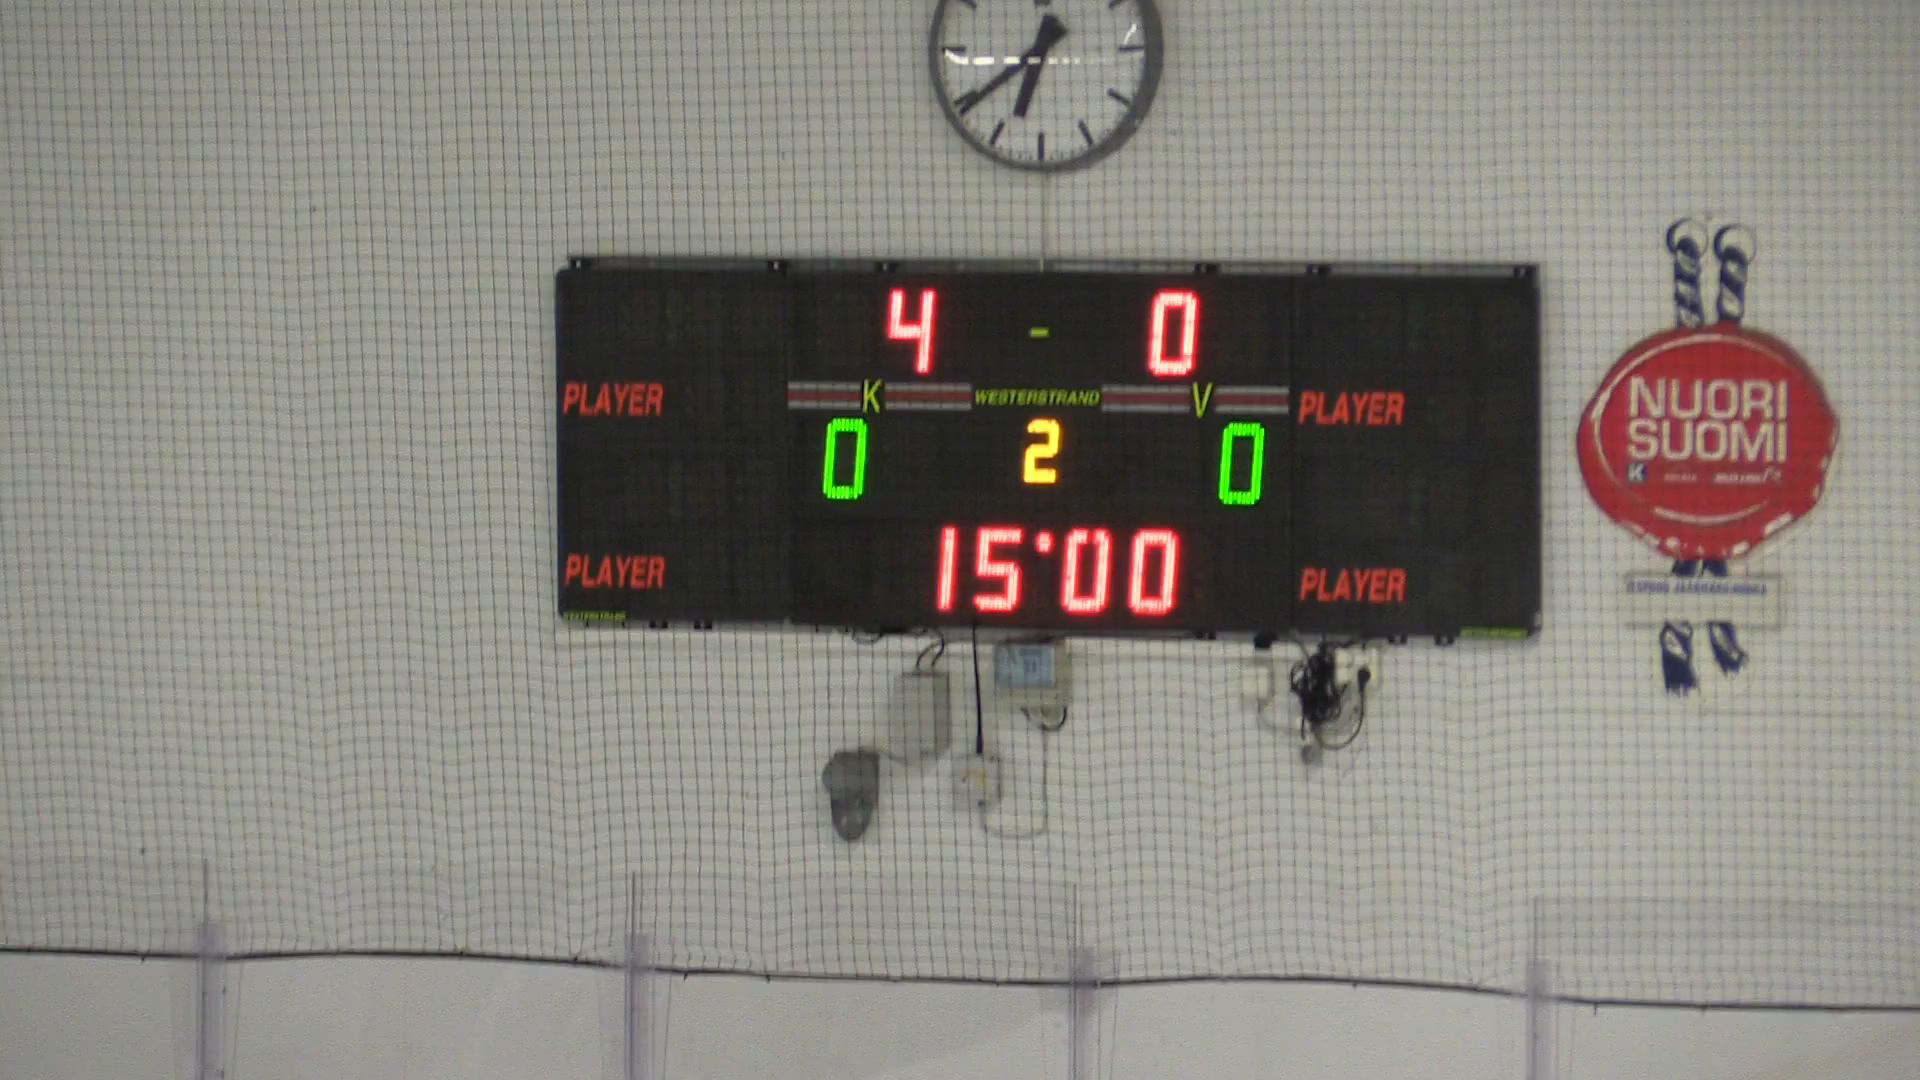 4 - 0
PLAYER K WESTERSTRAND V PLAYER
0 2 0
15:00
PLAYER PLAYER
NUORI
SUOMI
K